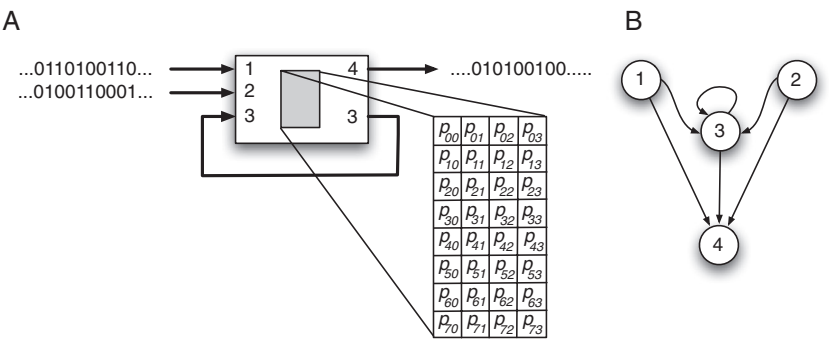 A
B
...0110100110...
...0100110001...
1 4
2
3 3
....010100100.....
p00 p01 p02 p03
p10 p11 p12 p13
p20 p21 p22 p23
p30 p31 p32 p33
p40 p41 p42 p43
p50 p51 p52 p53
p60 p61 p62 p63
p70 p71 p72 p73
1 2
3
4